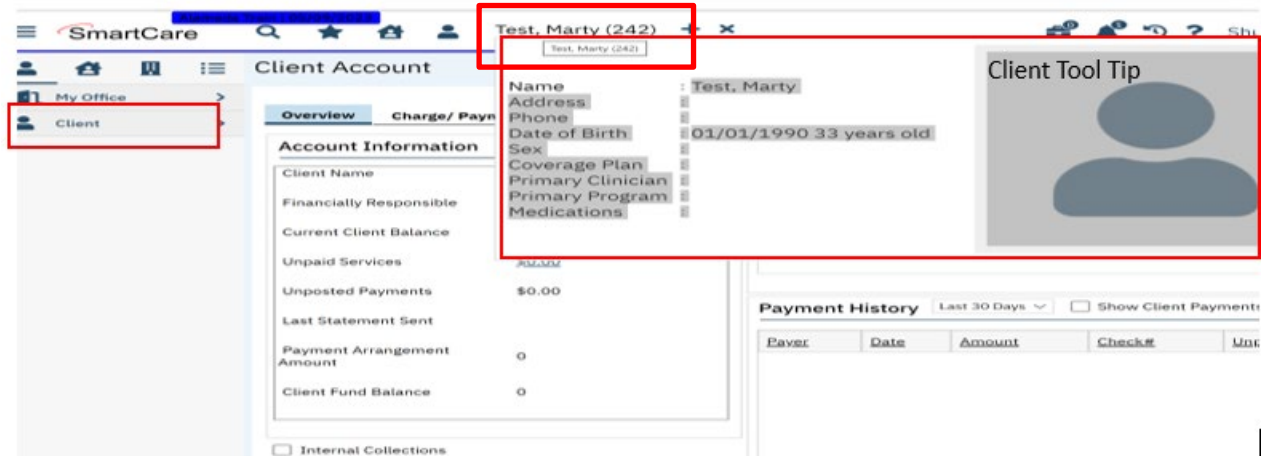 SmartCare
Test, Marty (242)
Test, Marty (242)
Client Account
My Office
Client
Overview
Charge/ Payn
Account Information
Client Name
Financially Responsible
Current Client Balance
Unpaid Services $0.00
Unposted Payments $0.00
Last Statement Sent
Payment Arrangement
Amount 0
Client Fund Balance 0
Internal Collections
Client Tool Tip
Name : Test, Marty
Address :
Phone :
Date of Birth : 01/01/1990 33 years old
Sex :
Coverage Plan :
Primary Clinician :
Primary Program :
Medications :
Payment History Last 30 Days Show Client Payments
Payer Date Amount Check#